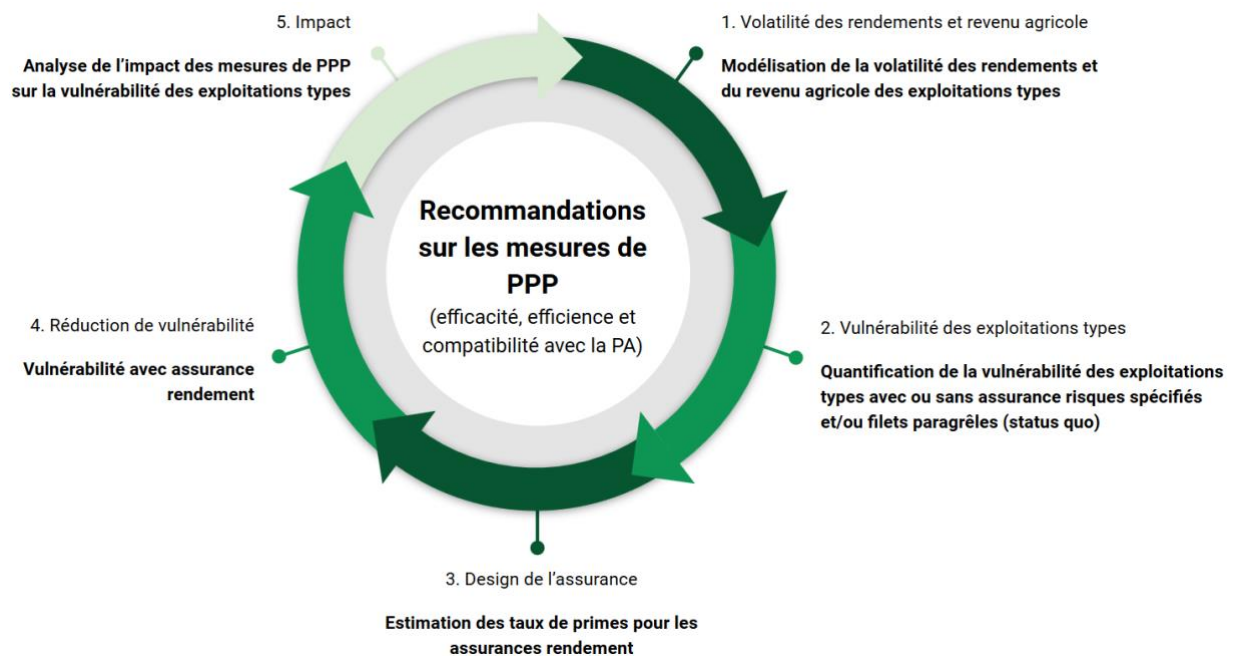 5. Impact
Analyse de l'impact des mesures de PPP
sur la vulnérabilité des exploitations types
1. Volatilité des rendements et revenu agricole
Modélisation de la volatilité des rendements et
du revenu agricole des exploitations types
Recommandations
sur les mesures de
PPP
(efficacité, efficience et
compatibilité avec la PA)
4. Réduction de vulnérabilité
Vulnérabilité avec assurance
rendement
2. Vulnérabilité des exploitations types
Quantification de la vulnérabilité des exploitations
types avec ou sans assurance risques spécifiés
et/ou filets paragrêles (status quo)
3. Design de l'assurance
Estimation des taux de primes pour les
assurances rendement